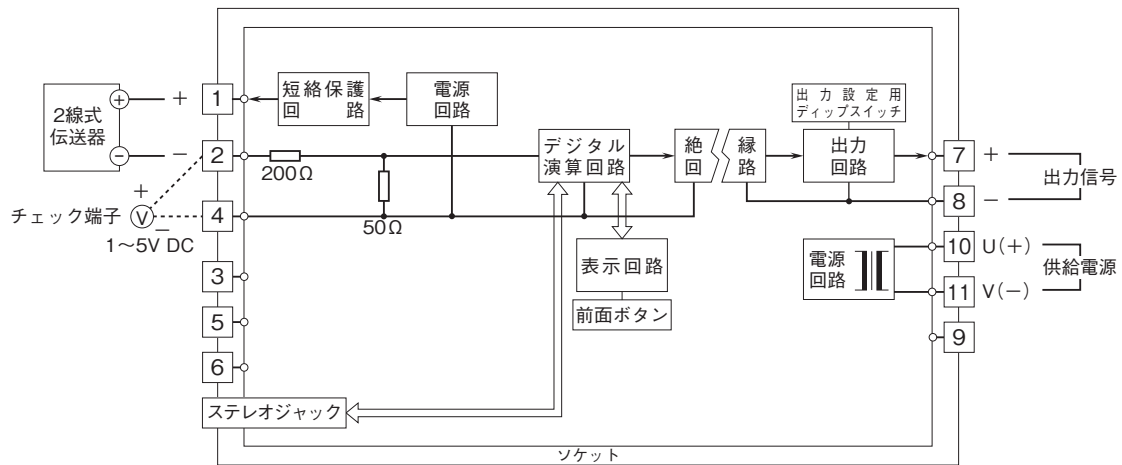 2線式
伝送器
+
−
+
−
1
2
4
3
5
6
短絡保護
回路
電源
回路
200Ω
50Ω
+
チェック端子
V
−
1～5V DC
デジタル
演算回路
絶
回
縁
路
出力設定用
ディップスイッチ
出力
回路
表示回路
前面ボタン
電源
回路
7
+
8
−
出力信号
10
U(+)
11
V(−)
供給電源
9
ステレオジャック
ソケット